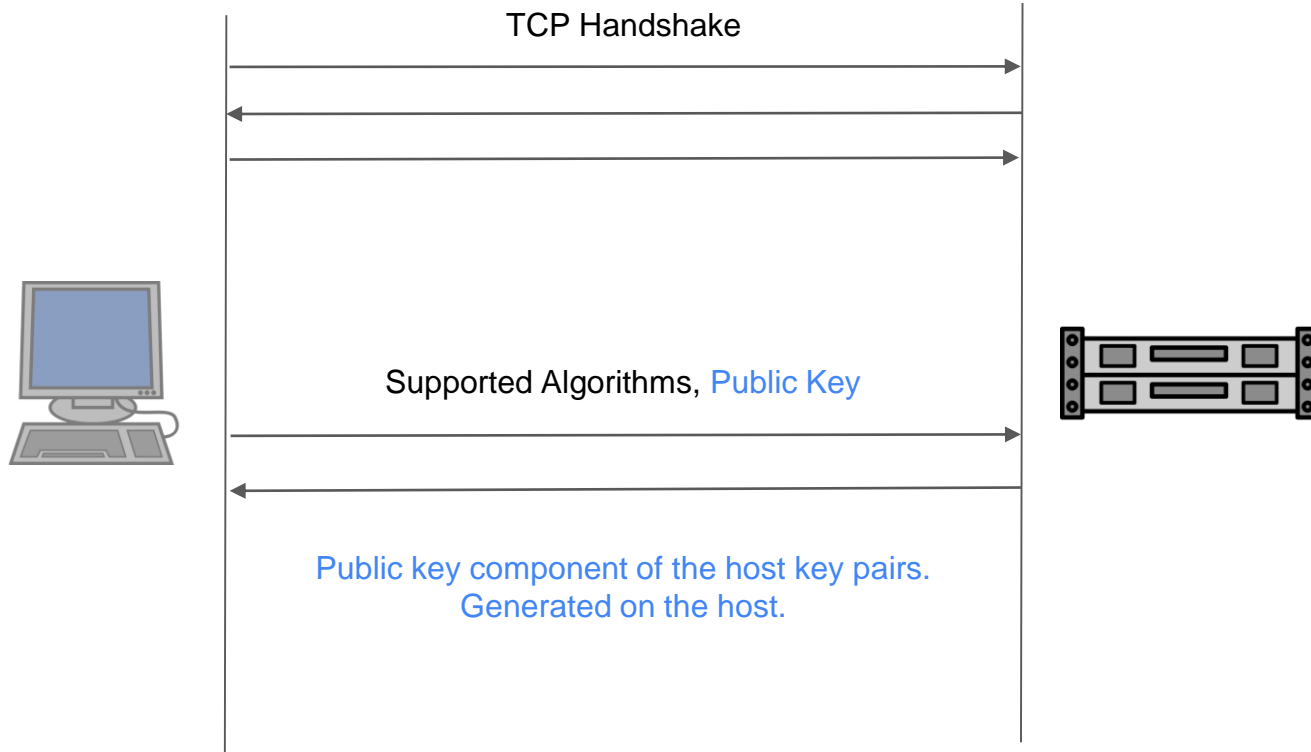 TCP Handshake
Supported Algorithms, Public Key
Public key component of the host key pairs.
Generated on the host.